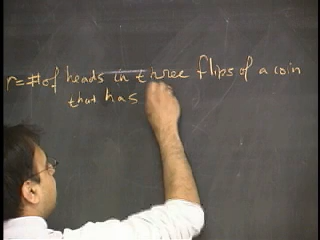 r = # of heads in three flips of a coin
that has